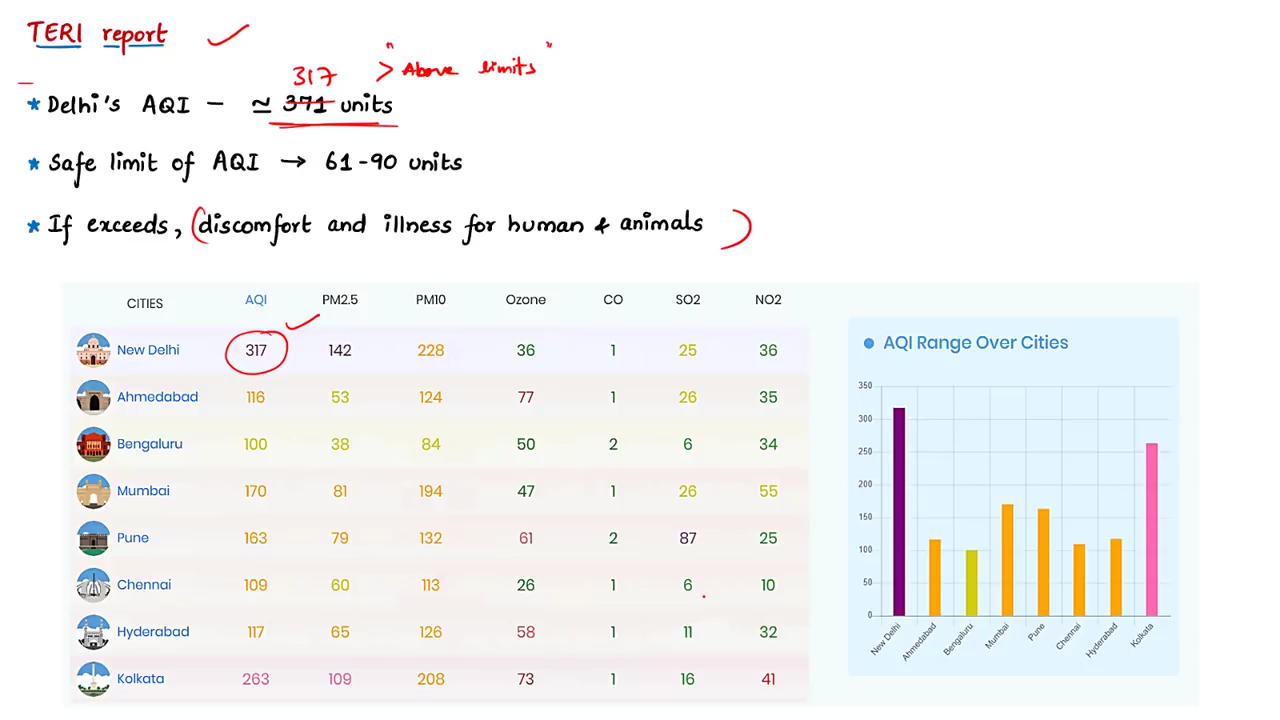 TERI report
317 > "Above limits"
* Delhi's AQI - ≃ 371 units
* Safe limit of AQI → 61-90 units
* If exceeds, (discomfort and illness for human & animals)
CITIES AQI PM2.5 PM10 Ozone CO SO2 NO2
New Delhi 317 142 228 36 1 25 36
Ahmedabad 116 53 124 77 1 26 35
Bengaluru 100 38 84 50 2 6 34
Mumbai 170 81 194 47 1 26 55
Pune 163 79 132 61 2 87 25
Chennai 109 60 113 26 1 6 10
Hyderabad 117 65 126 58 1 11 32
Kolkata 263 109 208 73 1 16 41
AQI Range Over Cities
350
300
250
200
150
100
50
0
New Delhi Ahmedabad Bengaluru Mumbai Pune Chennai Hyderabad Kolkata